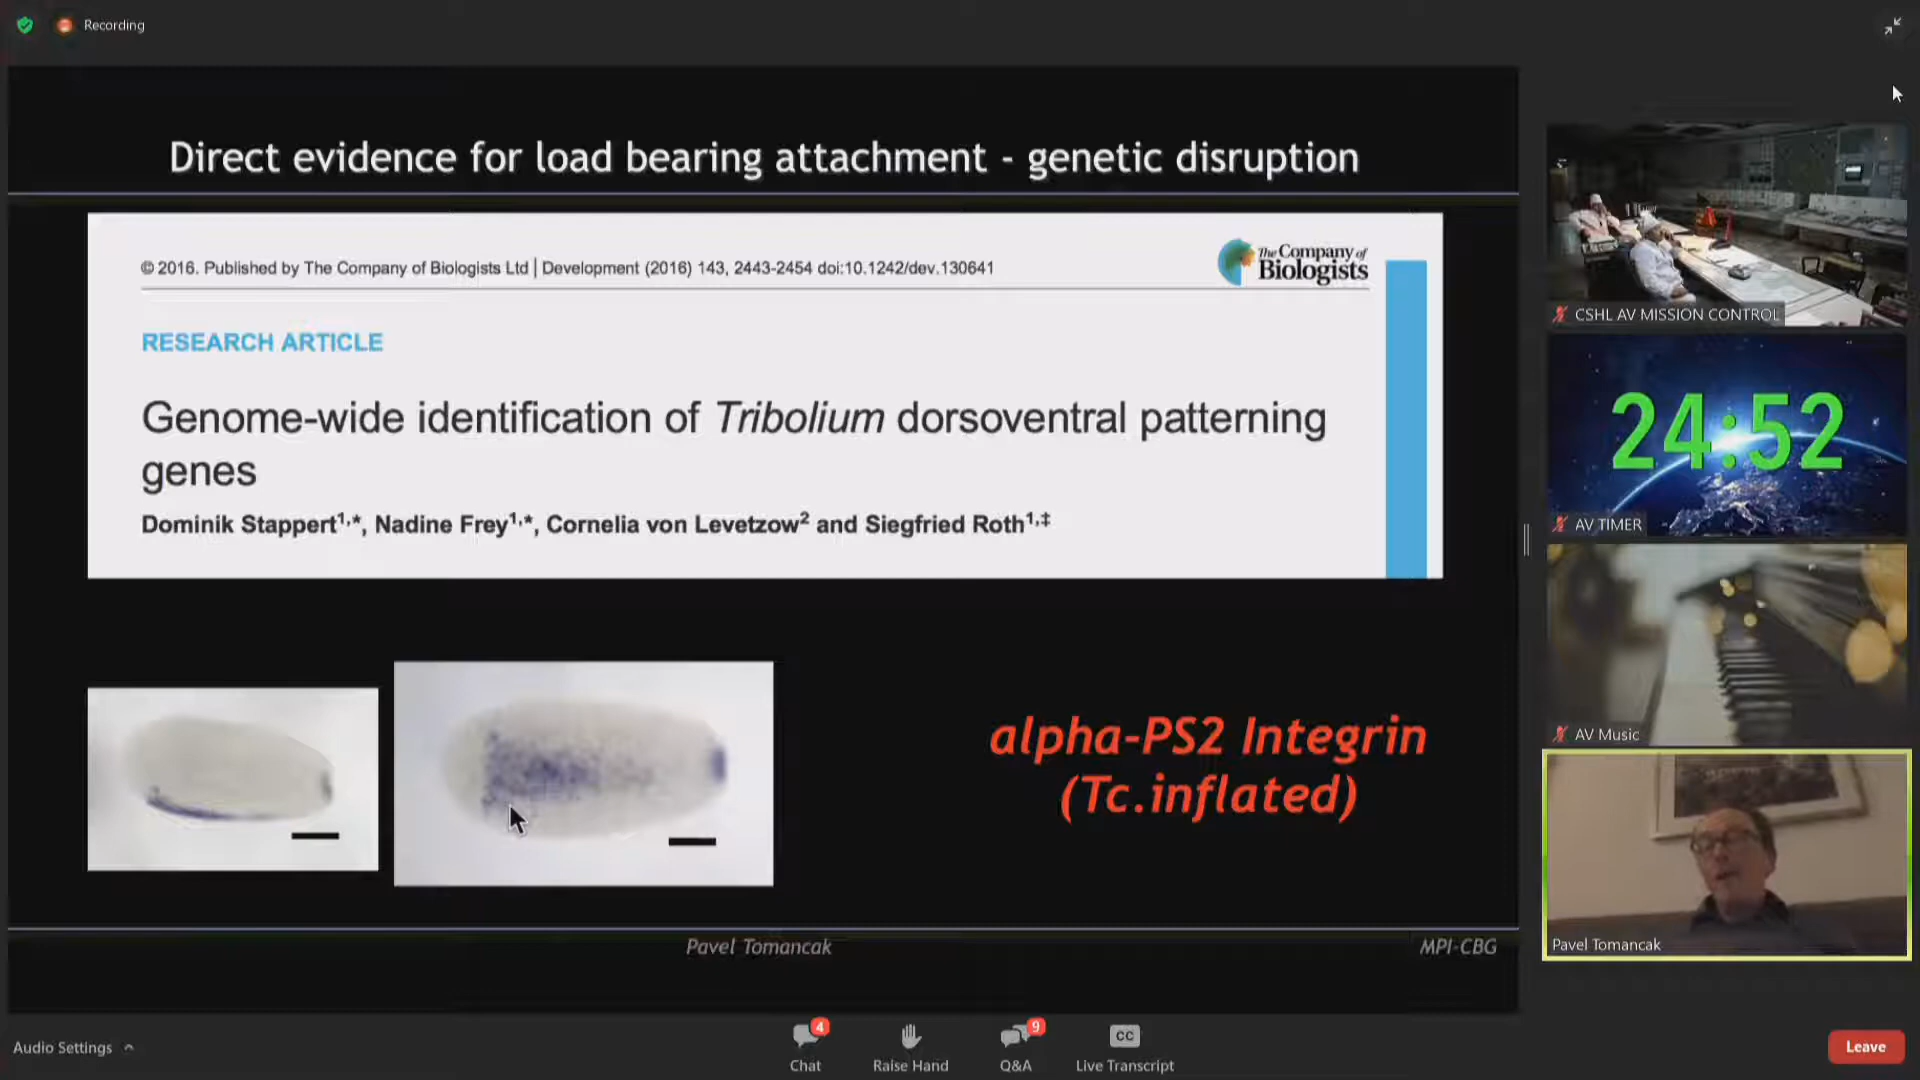 Recording
Direct evidence for load bearing attachment - genetic disruption
© 2016. Published by The Company of Biologists Ltd | Development (2016) 143, 2443-2454 doi:10.1242/dev.130641
The Company of
Biologists
RESEARCH ARTICLE
Genome-wide identification of Tribolium dorsoventral patterning
genes
Dominik Stappert1,*, Nadine Frey1,*, Cornelia von Levetzow2 and Siegfried Roth1,‡
alpha-PS2 Integrin
(Tc.inflated)
Pavel Tomancak
MPI-CBG
CSHL AV MISSION CONTROL
24:52
AV TIMER
AV Music
Pavel Tomancak
Audio Settings
4
Chat
Raise Hand
9
Q&A
CC
Live Transcript
Leave